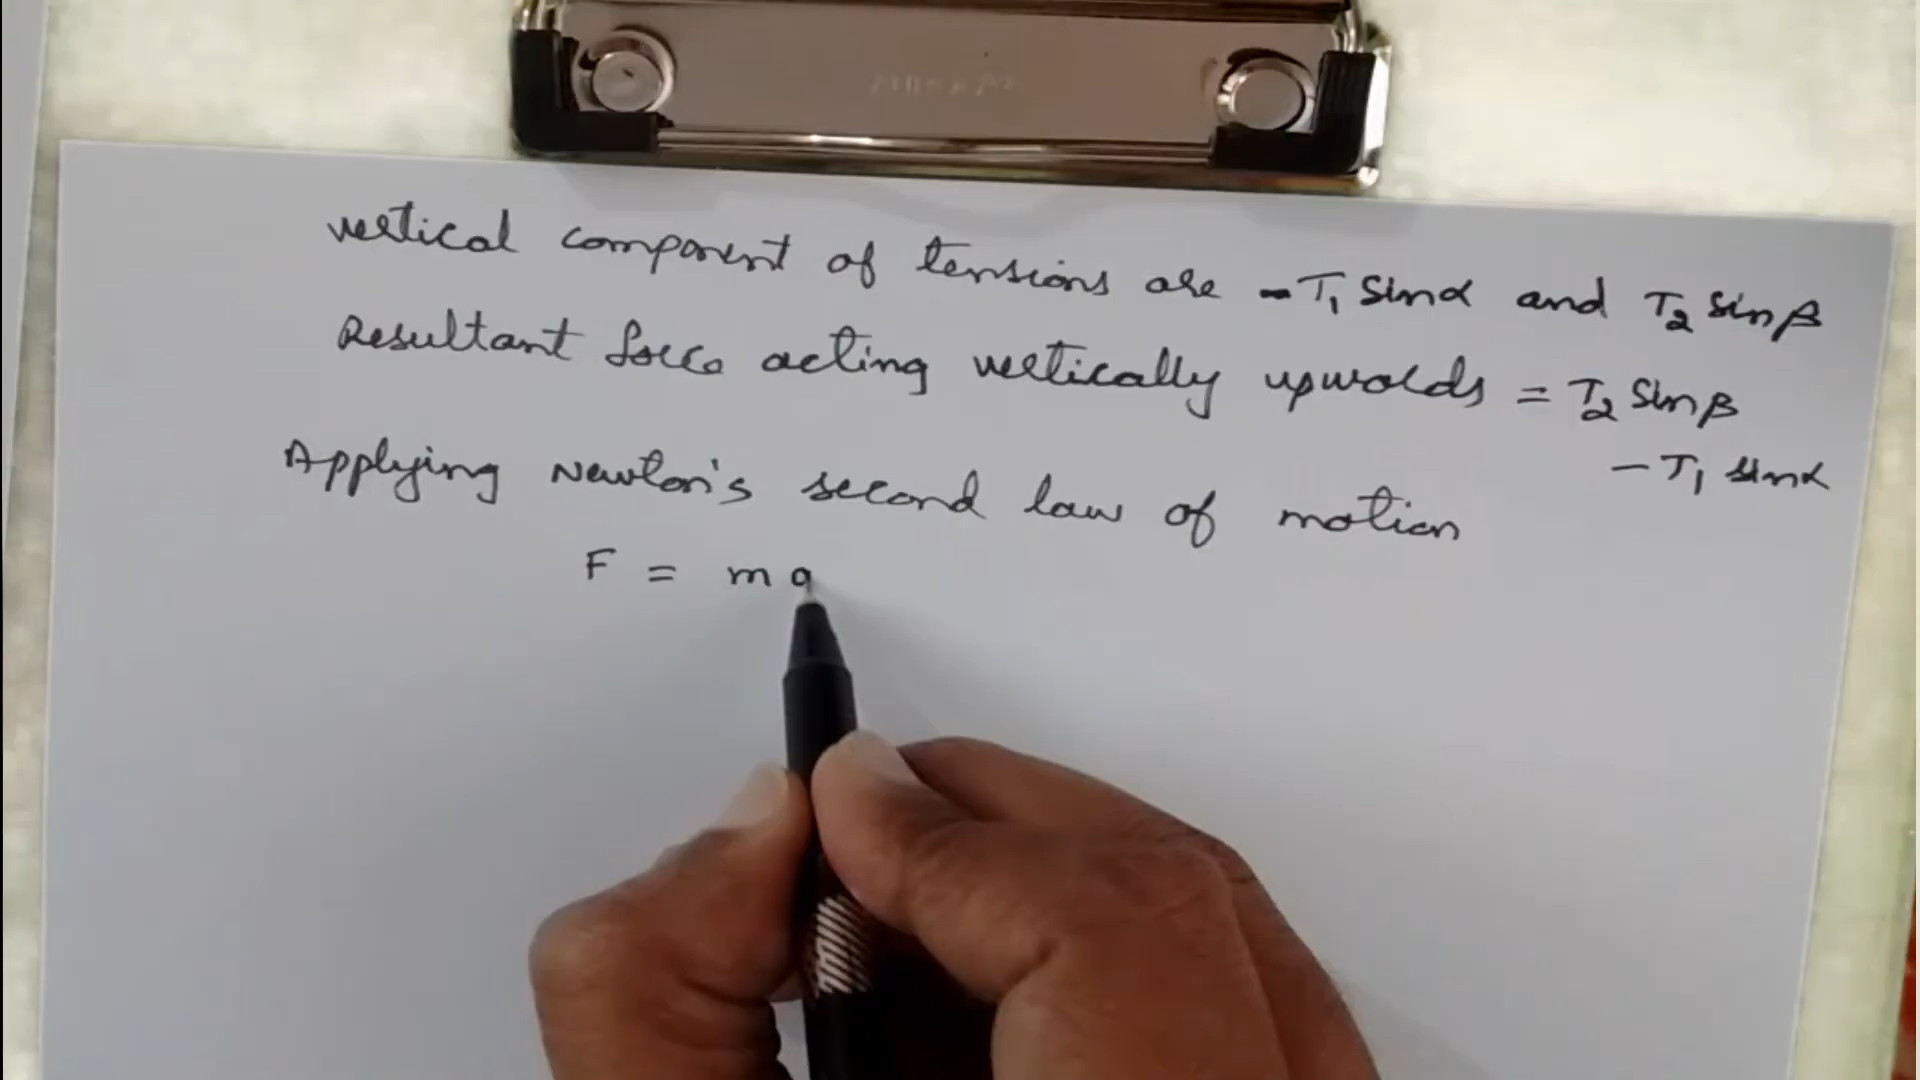 vertical component of tensions are - T₁ sinα and T₂ sinβ
Resultant force acting vertically upwards = T₂ sinβ
- T₁ sinα
Applying Newton's second law of motion
F = ma